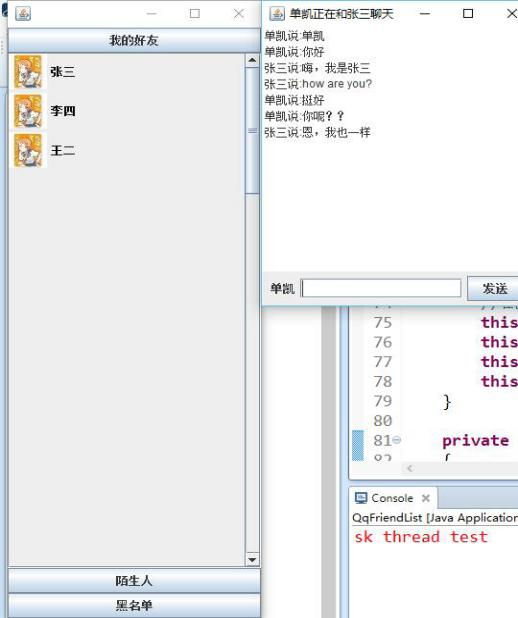 我的好友
张三
李四
王二
陌生人
黑名单
单凯正在和张三聊天
单凯说:单凯
单凯说:你好
张三说:嗨，我是张三
张三说:how are you?
单凯说:挺好
单凯说:你呢？？
张三说:恩，我也一样
单凯
发送
75 this
76 this
77 this
78 this
79 }
80
81 private
82 {
Console
QqFriendList [Java Application
sk thread test